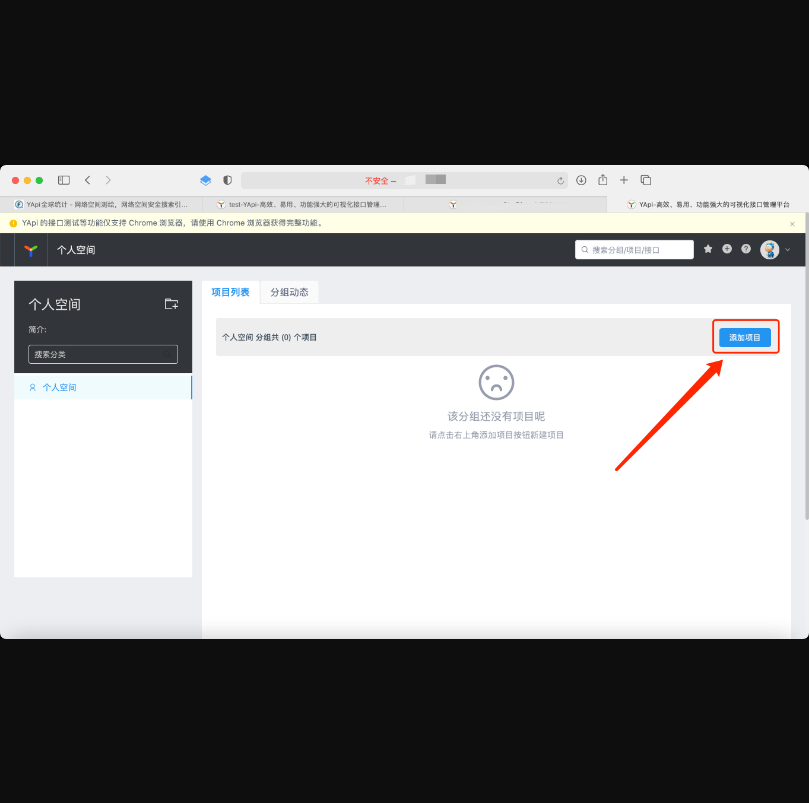 不安全 —
YApi全球统计 - 网络空间测绘，网络空间安全搜索引...
test-YApi-高效、易用、功能强大的可视化接口管理...
YApi-高效、易用、功能强大的可视化接口管理平台
YApi 的接口测试等功能仅支持 Chrome 浏览器，请使用 Chrome 浏览器获得完整功能。
个人空间
搜索分组/项目/接口
个人空间
简介:
搜索分类
个人空间
项目列表
分组动态
个人空间 分组共 (0) 个项目
添加项目
该分组还没有项目呢
请点击右上角添加项目按钮新建项目